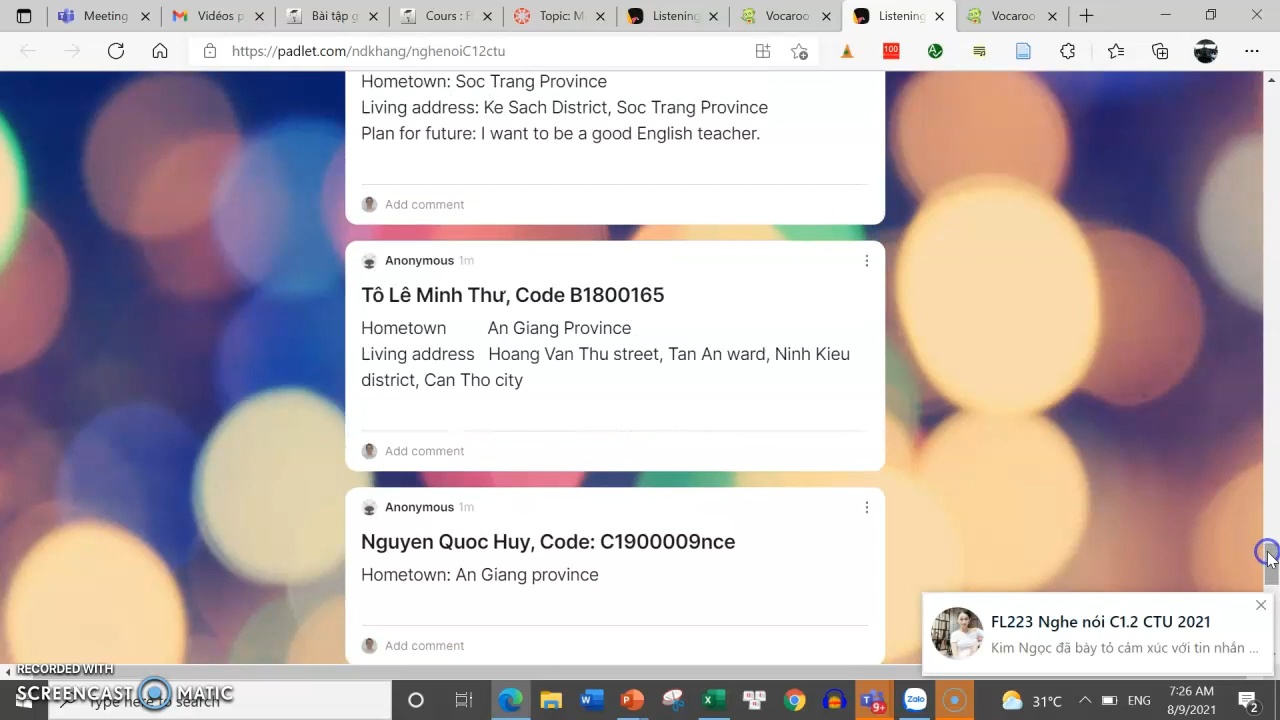 Vidéos p
Bài tập g
Cours F
Topic M
Listening
Vocaroo
Listening
Vocaroo
https://padlet.com/ndkhang/nghenoiC12ctu
100
Hometown: Soc Trang Province
Living address: Ke Sach District, Soc Trang Province
Plan for future: I want to be a good English teacher.
Add comment
Anonymous 1m
Tô Lê Minh Thư, Code B1800165
Hometown An Giang Province
Living address Hoang Van Thu street, Tan An ward, Ninh Kieu
district, Can Tho city
Add comment
Anonymous 1m
Nguyen Quoc Huy, Code: C1900009nce
Hometown: An Giang province
Add comment
FL223 Nghe nói C1.2 CTU 2021
Kim Ngọc đã bày tỏ cảm xúc với tin nhắn ...
RECORDED WITH
SCREENCAST MATIC
Type here to search
9+
Zalo
31°C
ENG
7:26 AM
8/9/2021
2